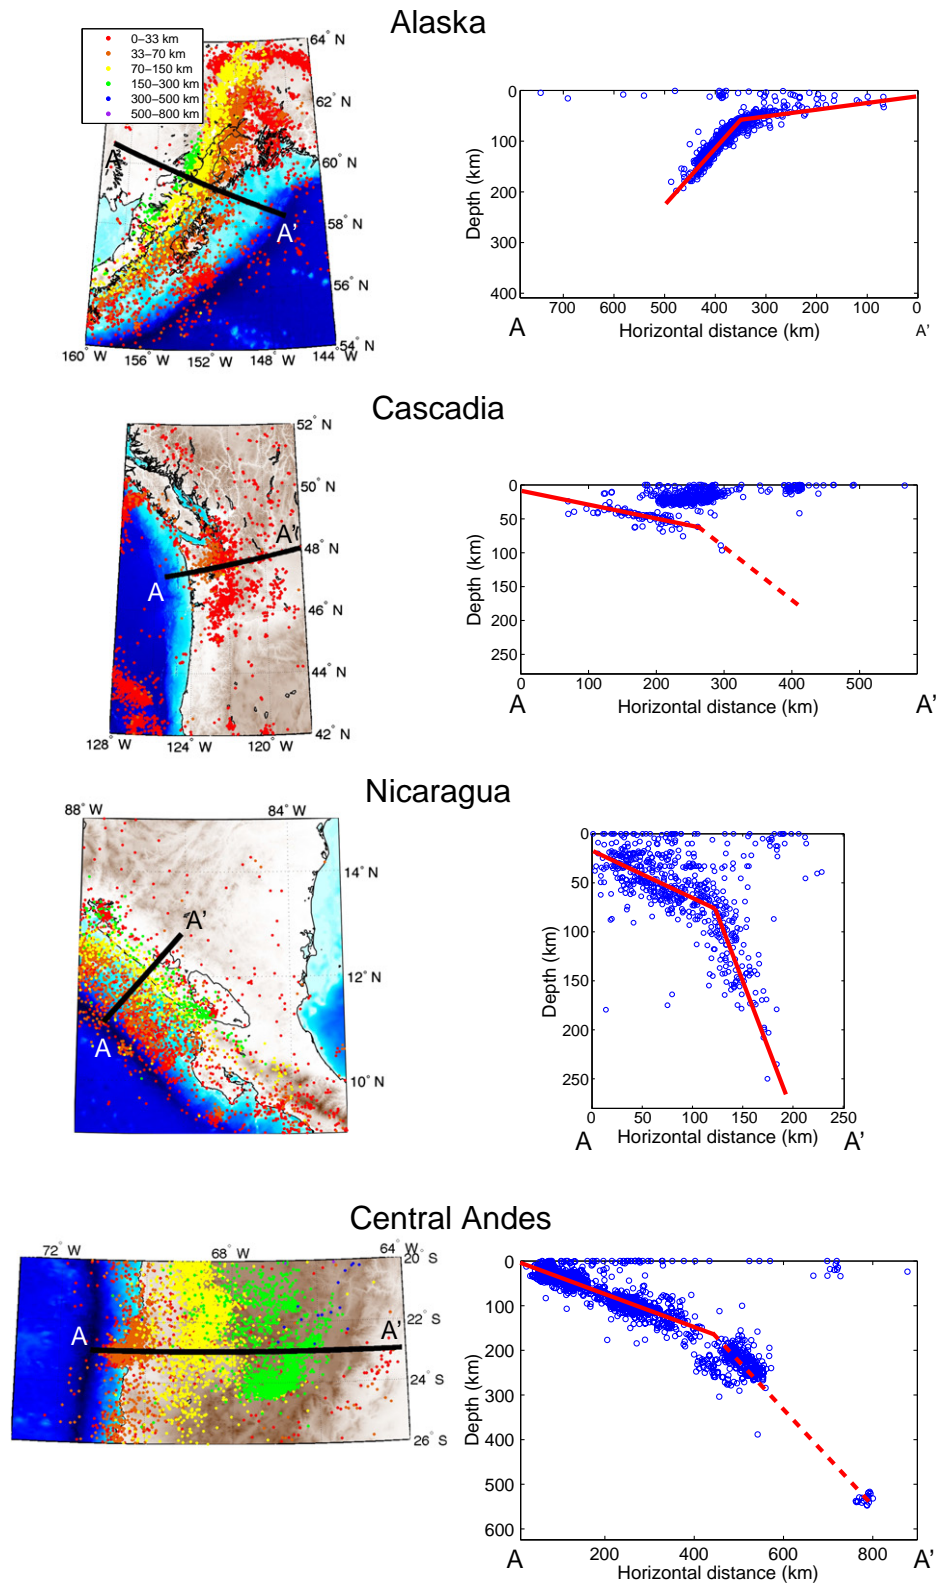 Alaska
0−33 km
33−70 km
70−150 km
150−300 km
300−500 km
500−800 km
64° N
62° N
60° N
58° N
56° N
54° N
160° W
156° W
152° W
148° W
144° W
A
A'
0
100
200
300
400
Depth (km)
700
600
500
400
300
200
100
0
A
Horizontal distance (km)
A'
Cascadia
52° N
50° N
48° N
46° N
44° N
42° N
128° W
124° W
120° W
A
A'
0
50
100
150
200
250
Depth (km)
0
100
200
300
400
500
A
Horizontal distance (km)
A'
Nicaragua
88° W
84° W
14° N
12° N
10° N
A'
A
0
50
100
150
200
250
Depth (km)
0
50
100
150
200
250
A
Horizontal distance (km)
A'
Central Andes
72° W
68° W
64° W
20° S
22° S
24° S
26° S
A
A'
0
100
200
300
400
500
600
Depth (km)
200
400
600
800
A
Horizontal distance (km)
A'